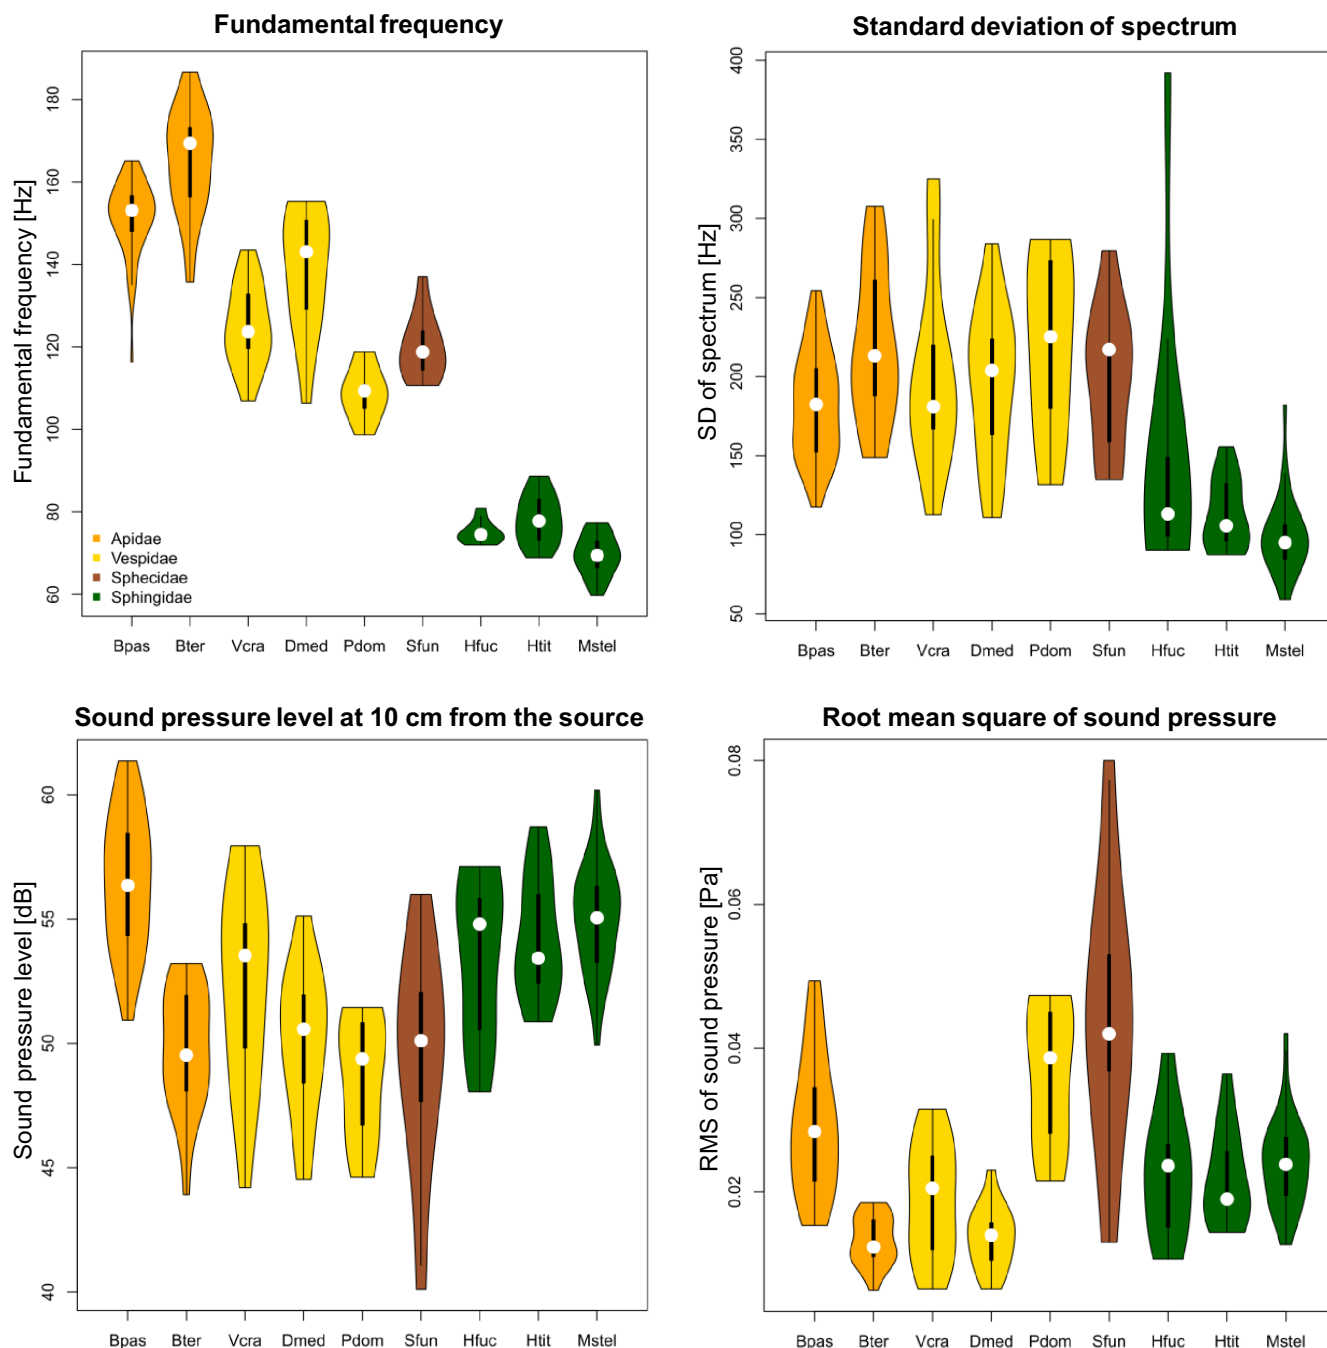 Fundamental frequency
Fundamental frequency [Hz]
180
160
140
120
100
80
60
Apidae
Vespidae
Sphecidae
Sphingidae
Bpas Bter Vcra Dmed Pdom Sfun Hfuc Htit Mstel
Standard deviation of spectrum
SD of spectrum [Hz]
400
350
300
250
200
150
100
50
Bpas Bter Vcra Dmed Pdom Sfun Hfuc Htit Mstel
Sound pressure level at 10 cm from the source
Sound pressure level [dB]
60
55
50
45
40
Bpas Bter Vcra Dmed Pdom Sfun Hfuc Htit Mstel
Root mean square of sound pressure
RMS of sound pressure [Pa]
0.08
0.06
0.04
0.02
Bpas Bter Vcra Dmed Pdom Sfun Hfuc Htit Mstel